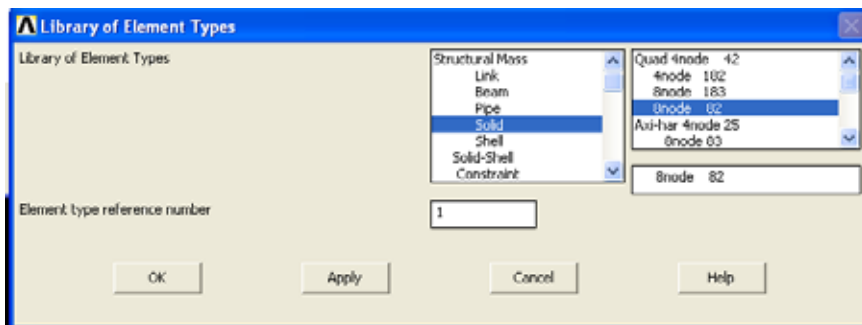 Library of Element Types
Library of Element Types
Structural Mass
Link
Beam
Pipe
Solid
Shell
Solid-Shell
Constraint
Quad 4node 42
4node 182
8node 183
8node 82
Axi-har 4node 25
8node 83
8node 82
Element type reference number
1
OK
Apply
Cancel
Help